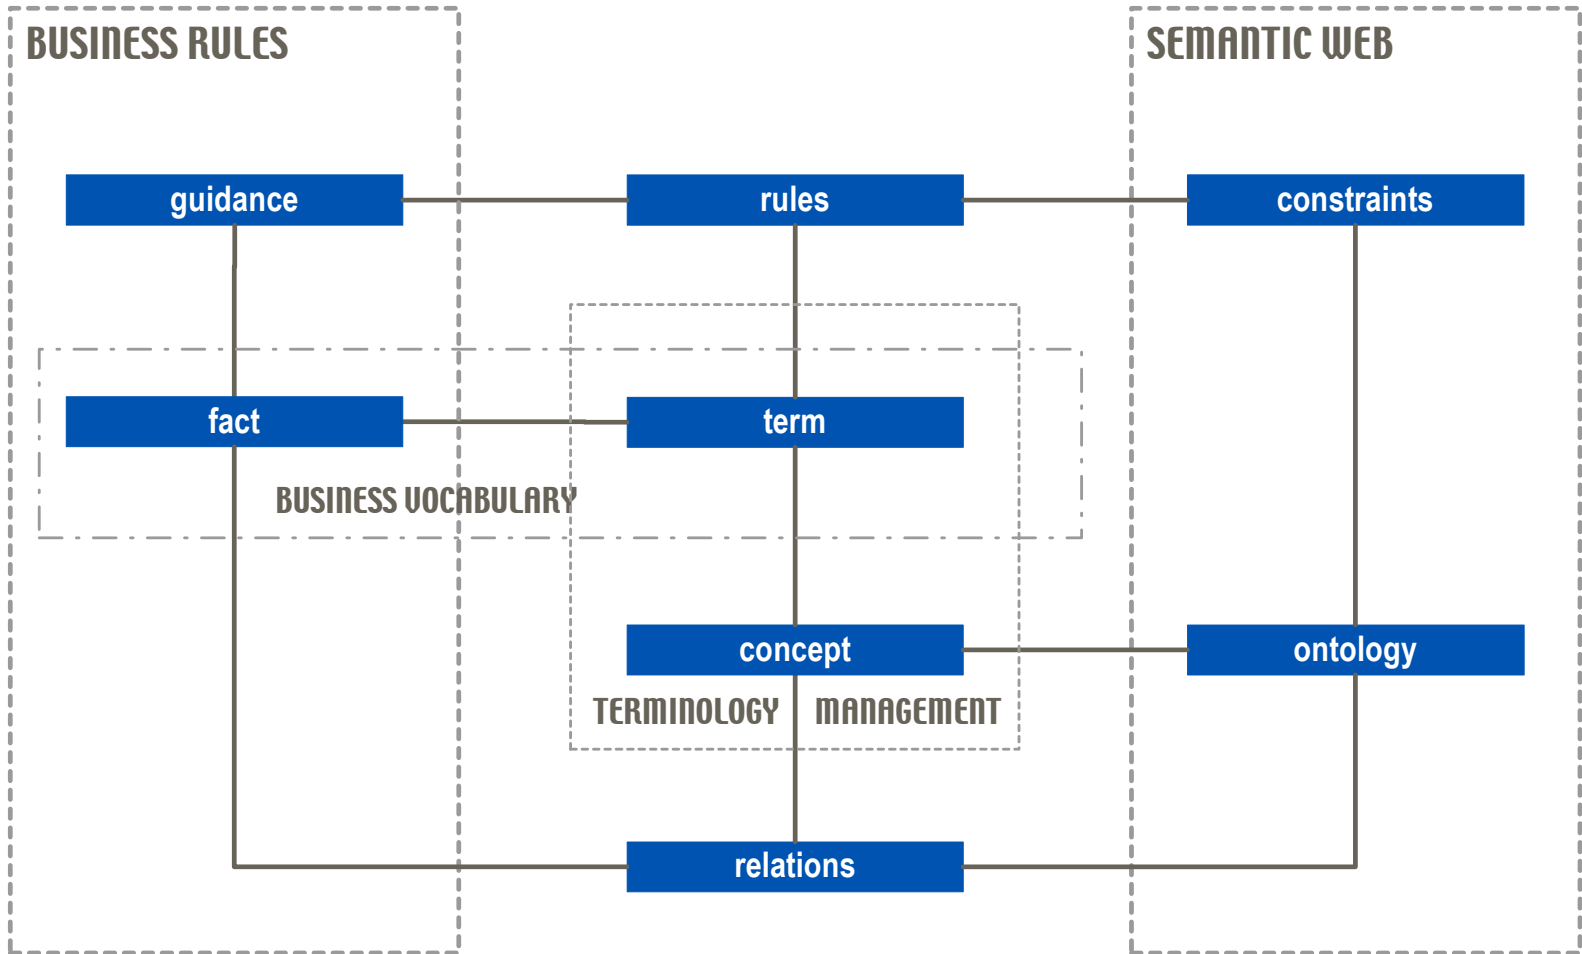 BUSINESS RULES
SEMANTIC WEB
guidance
rules
constraints
fact
term
BUSINESS VOCABULARY
concept
ontology
TERMINOLOGY MANAGEMENT
relations